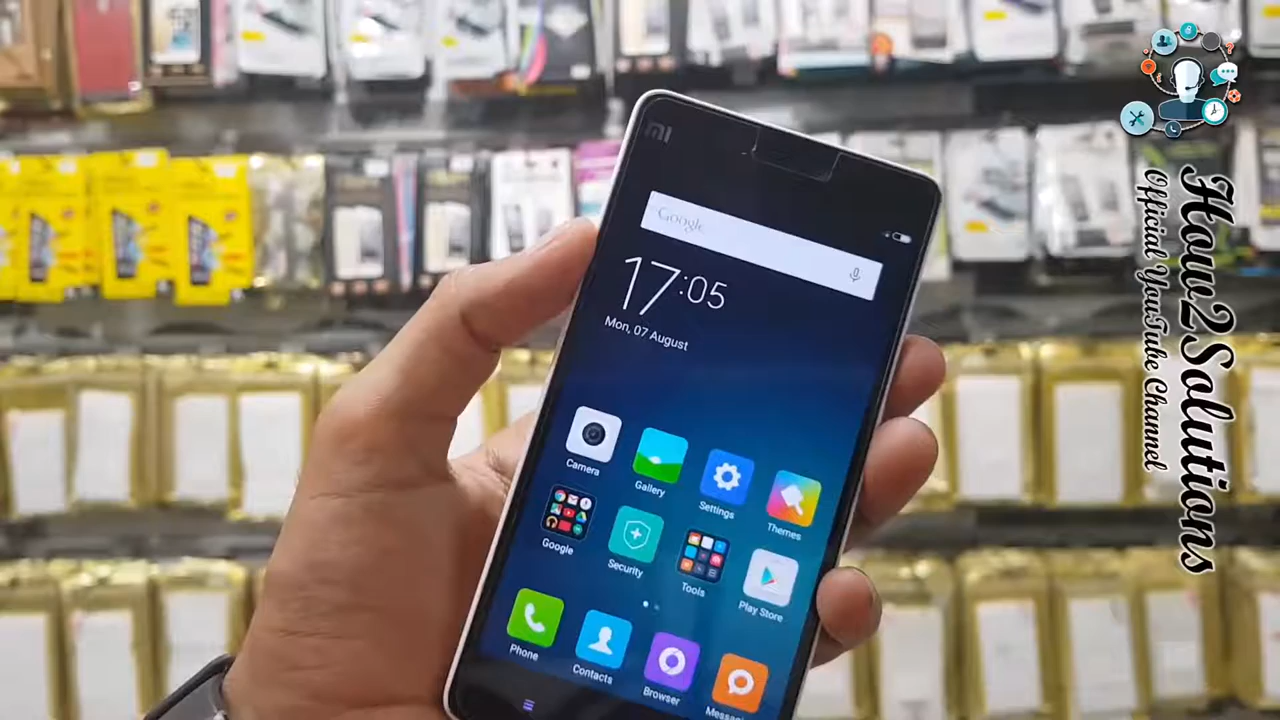 mi
Google
17:05
Mon, 07 August
Camera
Gallery
Settings
Themes
Google
Security
Tools
Play Store
Phone
Contacts
Browser
How2Solutions
Official YouTube Channel